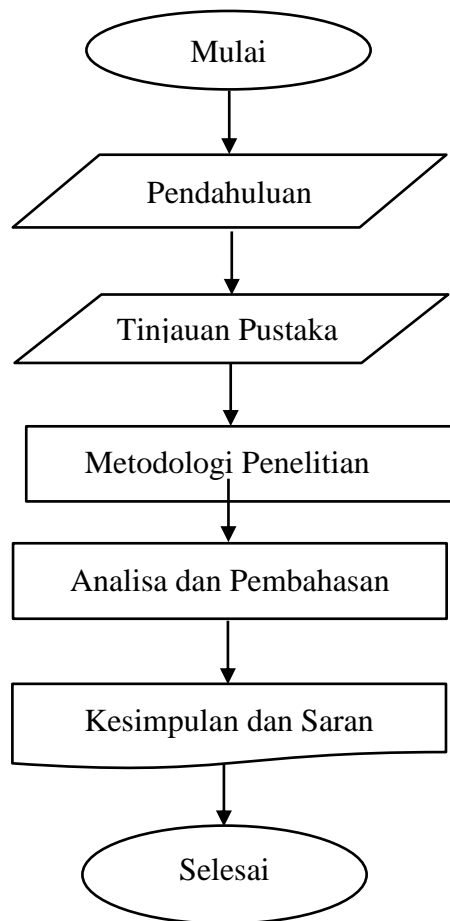 Mulai
Pendahuluan
Tinjauan Pustaka
Metodologi Penelitian
Analisa dan Pembahasan
Kesimpulan dan Saran
Selesai